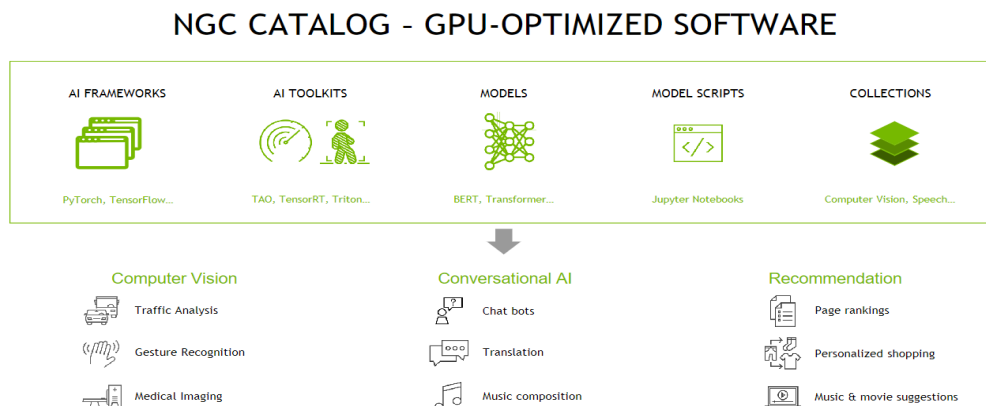 NGC CATALOG - GPU-OPTIMIZED SOFTWARE
AI FRAMEWORKS
AI TOOLKITS
MODELS
MODEL SCRIPTS
COLLECTIONS
PyTorch, TensorFlow...
TAO, TensorRT, Triton...
BERT, Transformer...
Jupyter Notebooks
Computer Vision, Speech...
Computer Vision
Conversational AI
Recommendation
Traffic Analysis
Chat bots
Page rankings
Gesture Recognition
Translation
Personalized shopping
Medical Imaging
Music composition
Music & movie suggestions